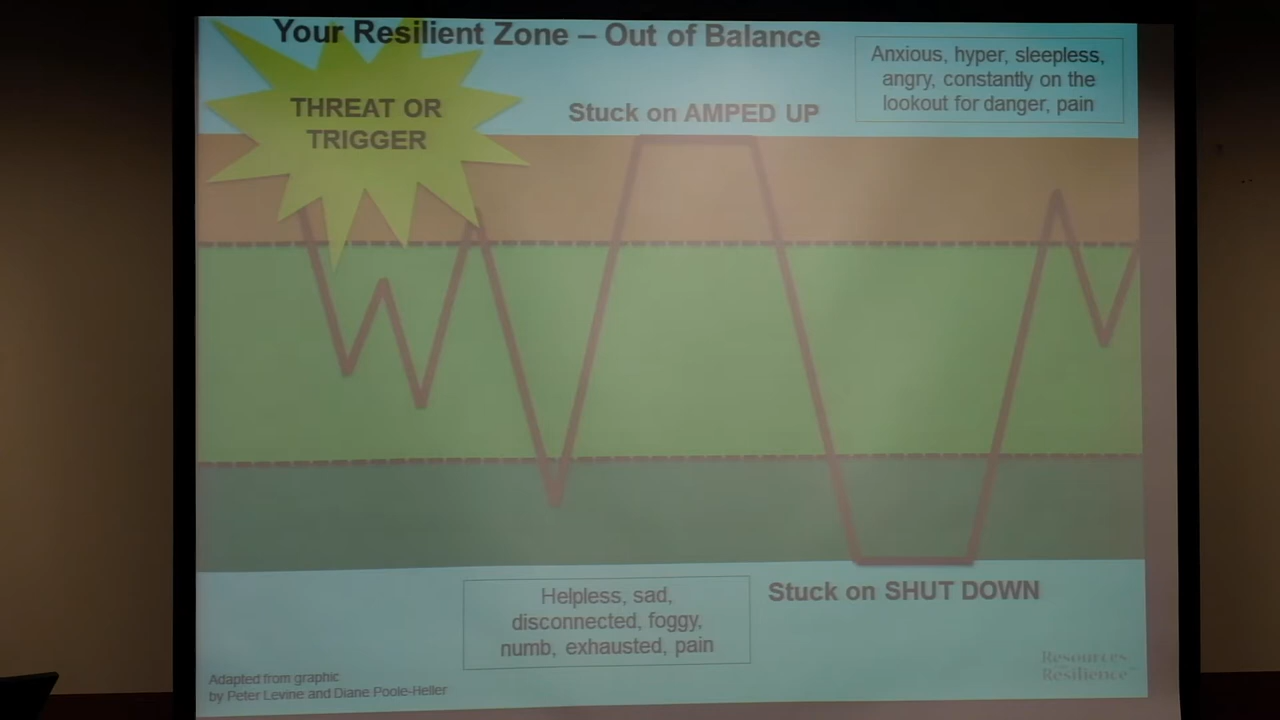 Your Resilient Zone – Out of Balance
Anxious, hyper, sleepless,
angry, constantly on the
lookout for danger, pain
THREAT OR
TRIGGER
Stuck on AMPED UP
Helpless, sad,
disconnected, foggy,
numb, exhausted, pain
Stuck on SHUT DOWN
Adapted from graphic
by Peter Levine and Diane Poole-Heller
Resources
Resilience